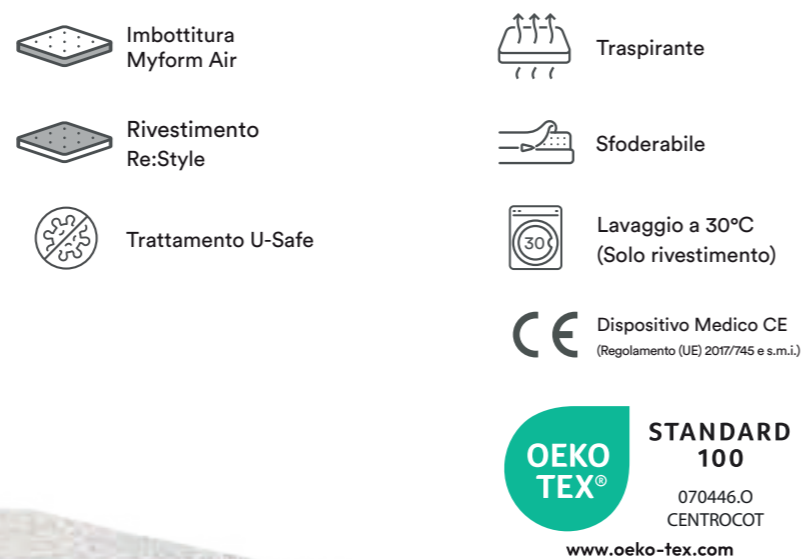 Imbottitura
Myform Air
Rivestimento
Re:Style
Trattamento U-Safe
Traspirante
Sfoderabile
30
Lavaggio a 30°C
(Solo rivestimento)
CE
Dispositivo Medico CE
(Regolamento (UE) 2017/745 e s.m.i.)
OEKO
TEX®
STANDARD
100
070446.O
CENTROCOT
www.oeko-tex.com